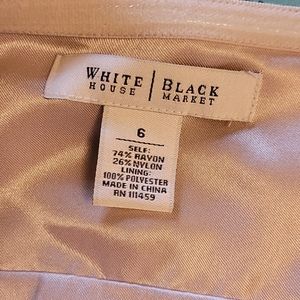 WHITE | BLACK
HOUSE | MARKET
6
SELF:
74% RAYON
26% NYLON
LINING:
100% POLYESTER
MADE IN CHINA
RN 111459